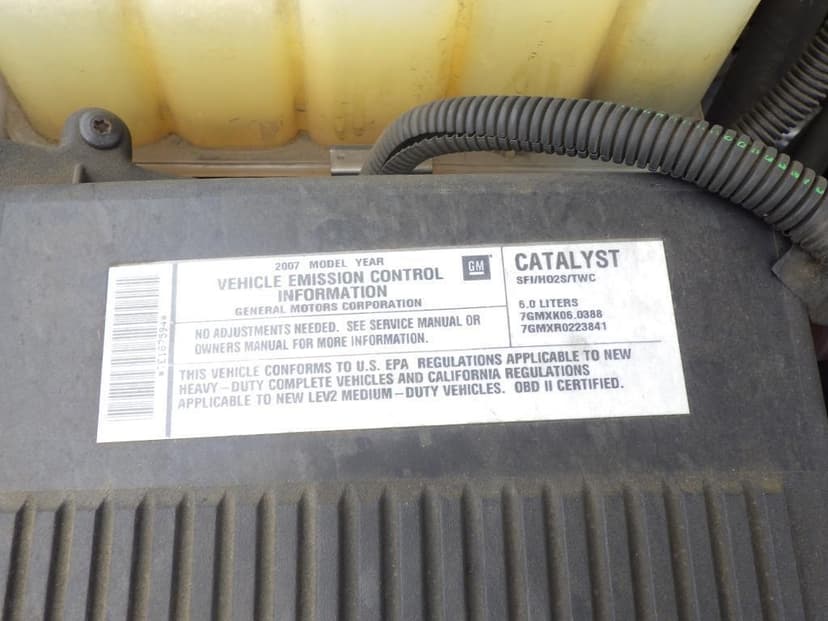 2007 MODEL YEAR
VEHICLE EMISSION CONTROL
INFORMATION
GENERAL MOTORS CORPORATION
GM
NO ADJUSTMENTS NEEDED. SEE SERVICE MANUAL OR
OWNERS MANUAL FOR MORE INFORMATION.
CATALYST
SFI/HO2S/TWC
6.0 LITERS
7GMXK06.0388
7GMXR0223841
THIS VEHICLE CONFORMS TO U.S. EPA REGULATIONS APPLICABLE TO NEW
HEAVY-DUTY COMPLETE VEHICLES AND CALIFORNIA REGULATIONS
APPLICABLE TO NEW LEV2 MEDIUM-DUTY VEHICLES. OBD II CERTIFIED.